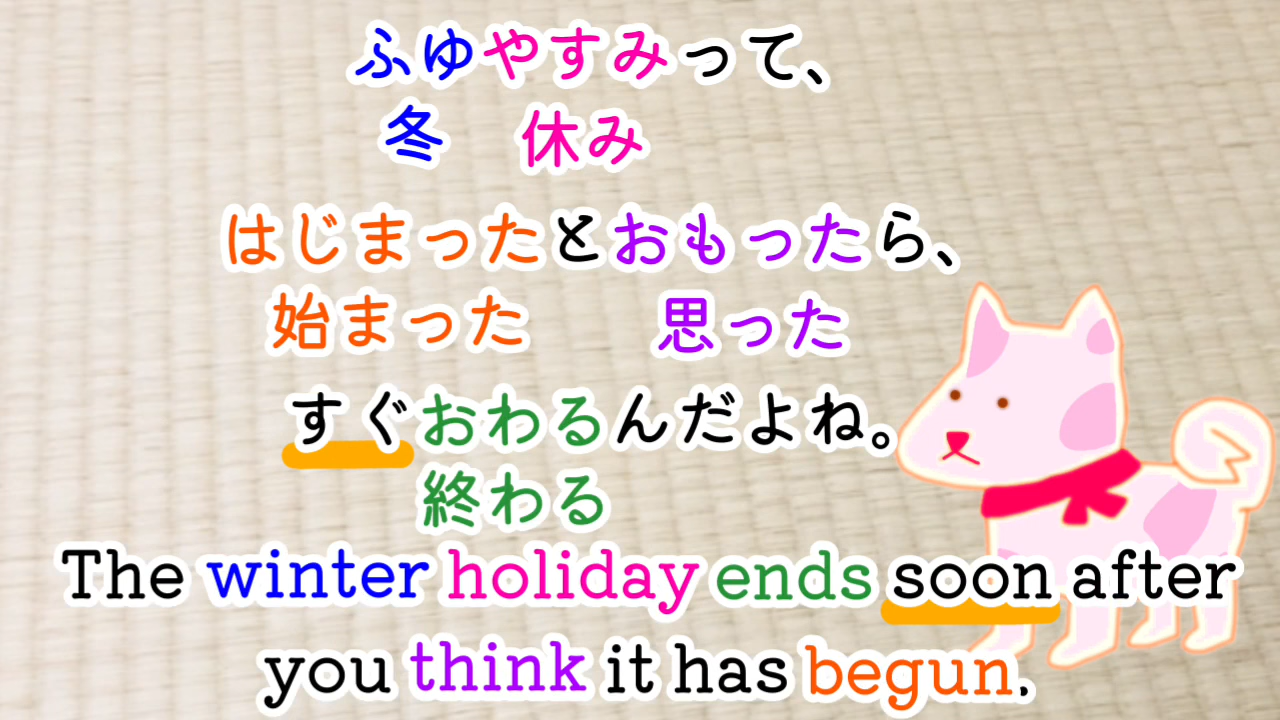 ふゆやすみって、
冬 休み
はじまったとおもったら、
始まった 思った
すぐおわるんだよね。
終わる
The winter holiday ends soon after
you think it has begun.